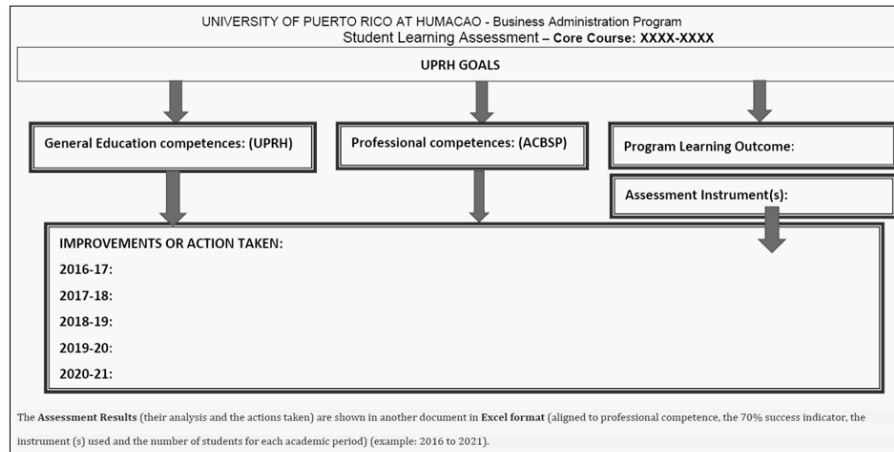 UNIVERSITY OF PUERTO RICO AT HUMACAO - Business Administration Program
Student Learning Assessment – Core Course: XXXX-XXXX
UPRH GOALS
General Education competences: (UPRH)
Professional competences: (ACBSP)
Program Learning Outcome:
Assessment Instrument(s):
IMPROVEMENTS OR ACTION TAKEN:
2016-17:
2017-18:
2018-19:
2019-20:
2020-21:
The Assessment Results (their analysis and the actions taken) are shown in another document in Excel format (aligned to professional competence, the 70% success indicator, the
instrument (s) used and the number of students for each academic period) (example: 2016 to 2021).